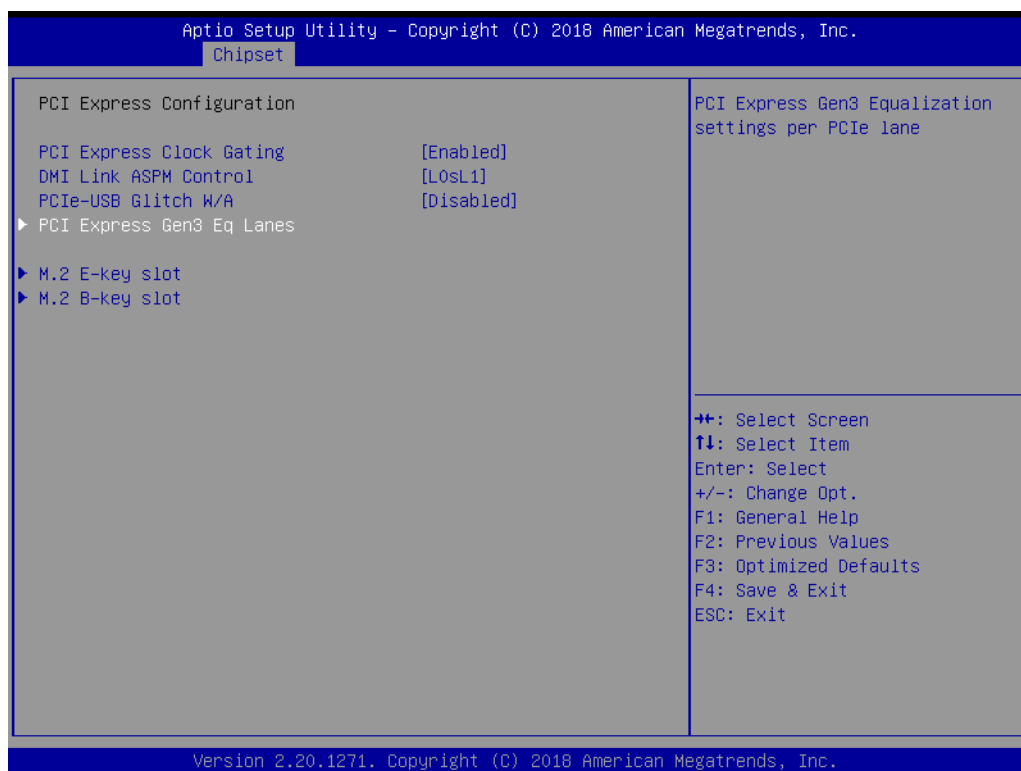 Aptio Setup Utility – Copyright (C) 2018 American Megatrends, Inc.
Chipset
PCI Express Configuration
PCI Express Clock Gating [Enabled]
DMI Link ASPM Control [L0sL1]
PCIe-USB Glitch W/A [Disabled]
▶ PCI Express Gen3 Eq Lanes
▶ M.2 E-key slot
▶ M.2 B-key slot
PCI Express Gen3 Equalization
settings per PCIe lane
→←: Select Screen
↑↓: Select Item
Enter: Select
+/-: Change Opt.
F1: General Help
F2: Previous Values
F3: Optimized Defaults
F4: Save & Exit
ESC: Exit
Version 2.20.1271. Copyright (C) 2018 American Megatrends, Inc.